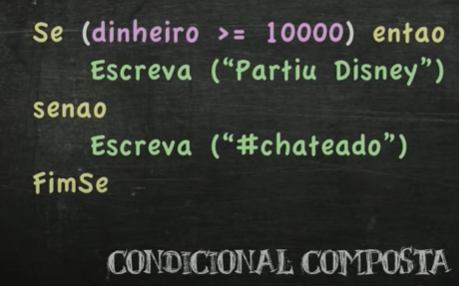 Se (dinheiro >= 10000) entao
Escreva (“Partiu Disney”)
senao
Escreva (“#chateado”)
FimSe
CONDICIONAL COMPOSTA